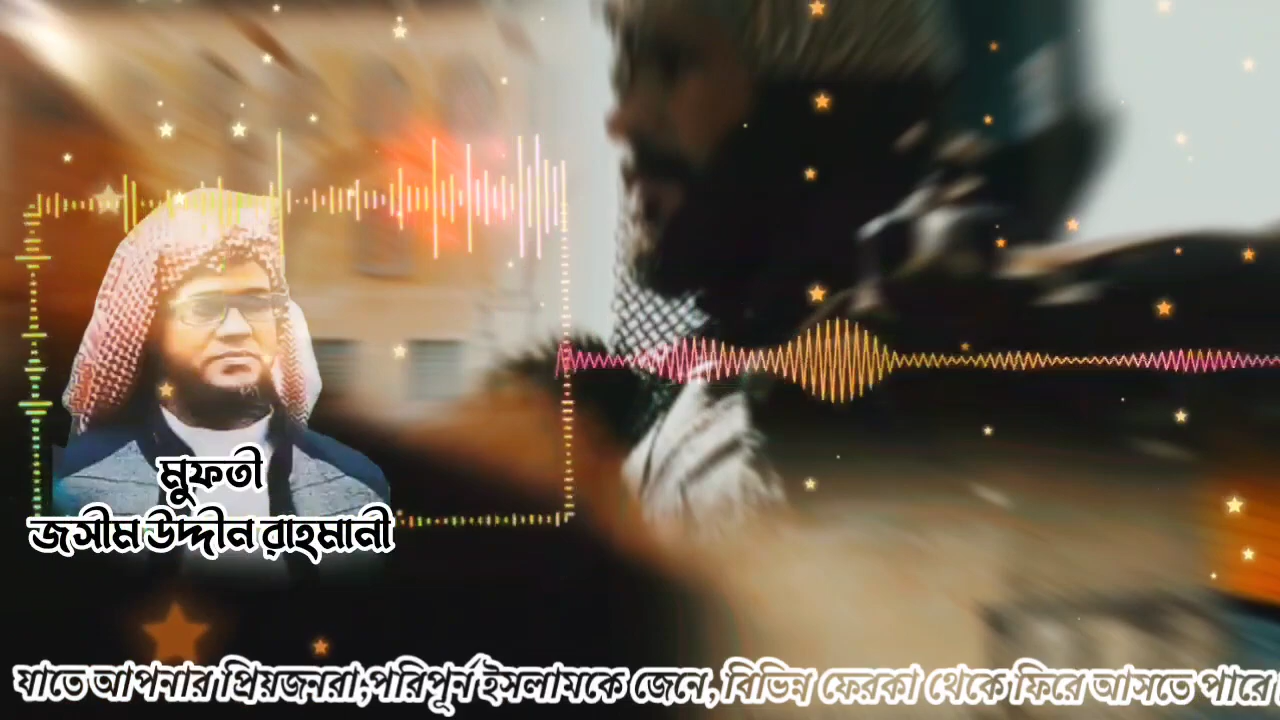 মুফতী
জসীম উদ্দীন রাহমানী
যাতে আপনার প্রিয়জনরা,পরিপূর্ন ইসলামকে জেনে, বিভিন্ন ফেরকা থেকে ফিরে আসতে পারে